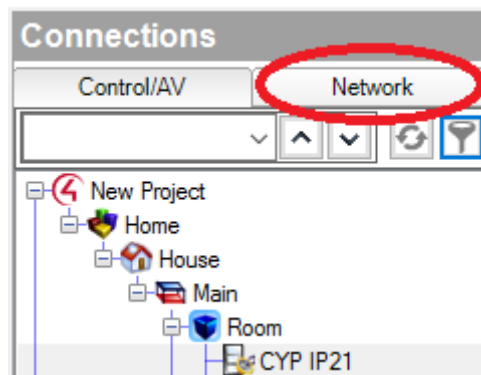 Connections
Control/AV Network
New Project
Home
House
Main
Room
CYP IP21